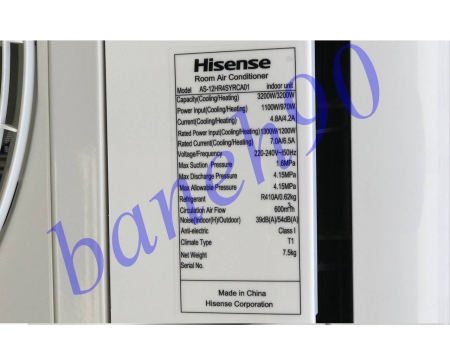 Hisense
Room Air Conditioner
Model AS-12HR4SYRCA01 indoor unit
Capacity(Cooling/Heating) 3200W/3200W
Power Input(Cooling/Heating) 1100W/970W
Current(Cooling/Heating) 4.8A/4.2A
Rated Power Input(Cooling/Heating) 1300W/1200W
Rated Current(Cooling/Heating) 7.0A/6.5A
Voltage/Frequency 220-240V~/50Hz
Max Suction Pressure 1.6MPa
Max Discharge Pressure 4.15MPa
Max Allowable Pressure 4.15MPa
Refrigerant R410A/0.62kg
Circulation Air Flow 600m³/h
Noise(Indoor(H)/Outdoor) 39dB(A)/54dB(A)
Anti-electric Class I
Climate Type T1
Net Weight 7.5kg
Serial No.
Made in China
Hisense Corporation
baneh90